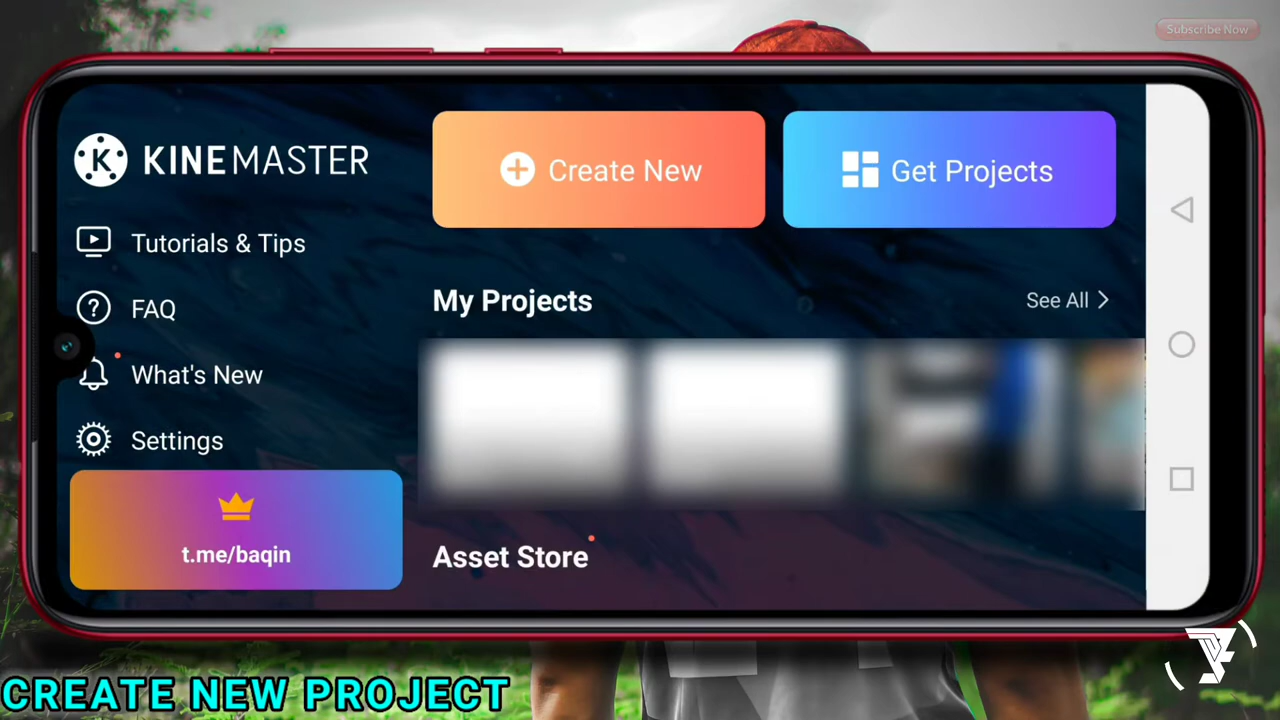 Subscribe Now
KINEMASTER
Tutorials & Tips
FAQ
What's New
Settings
t.me/baqin
Create New
Get Projects
My Projects
See All
Asset Store
CREATE NEW PROJECT